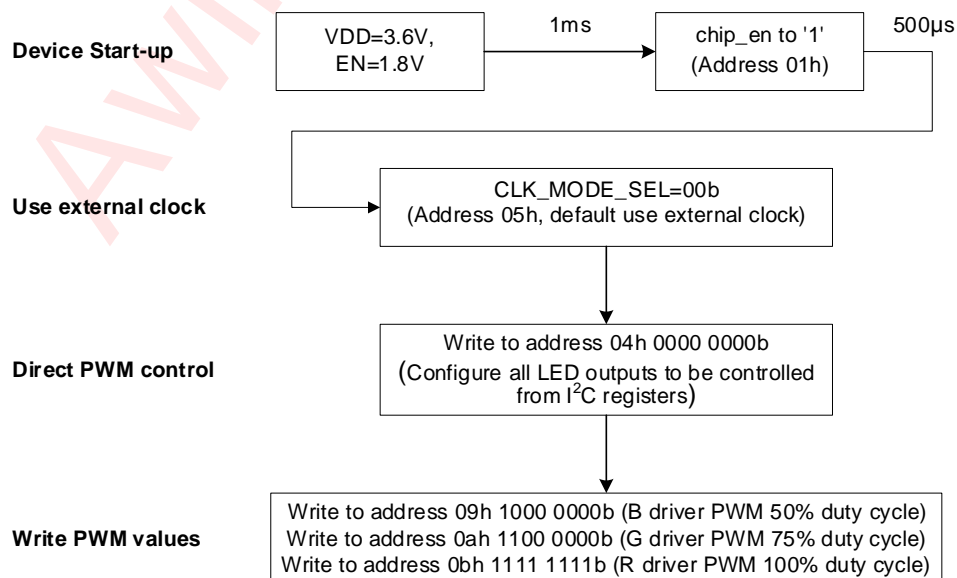 Device Start-up
VDD=3.6V,
EN=1.8V
1ms
chip_en to '1'
(Address 01h)
500µs
Use external clock
CLK_MODE_SEL=00b
(Address 05h, default use external clock)
Direct PWM control
Write to address 04h 0000 0000b
(Configure all LED outputs to be controlled
from I²C registers)
Write PWM values
Write to address 09h 1000 0000b (B driver PWM 50% duty cycle)
Write to address 0ah 1100 0000b (G driver PWM 75% duty cycle)
Write to address 0bh 1111 1111b (R driver PWM 100% duty cycle)